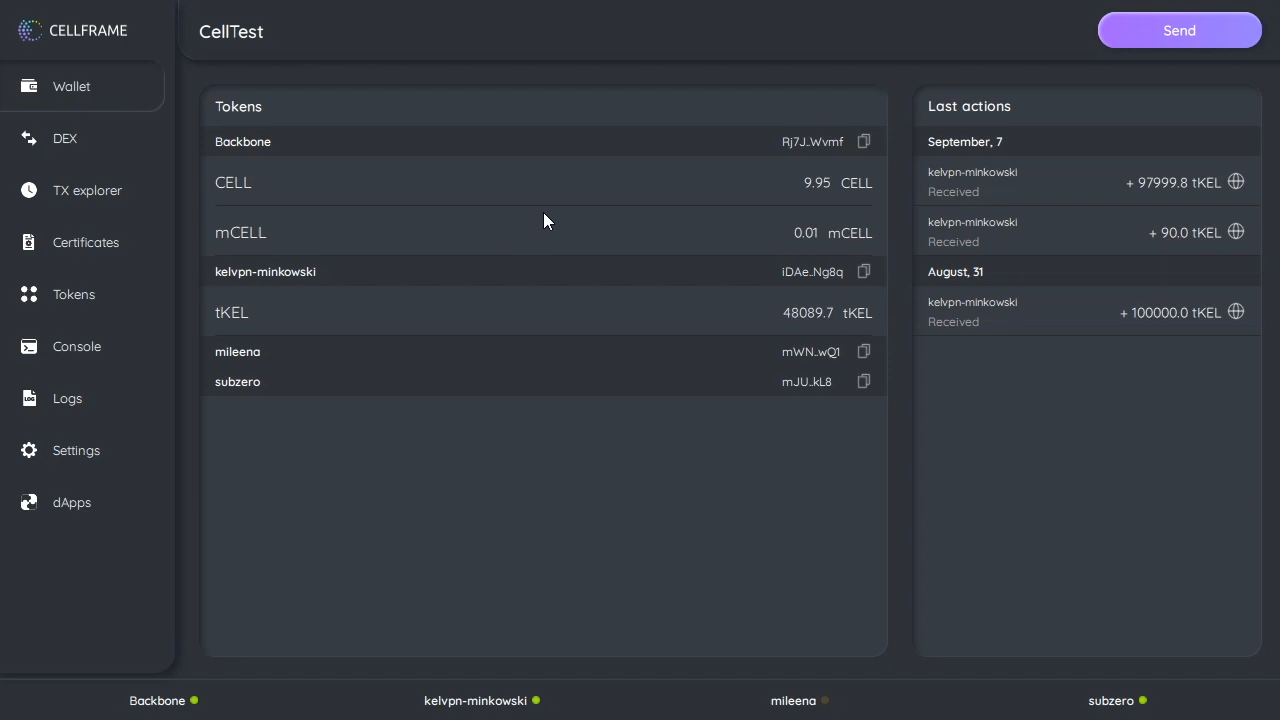 CELLFRAME
CellTest
Send
Wallet
DEX
TX explorer
Certificates
Tokens
Console
Logs
Settings
dApps
Tokens
Backbone Rj7J..Wvmf
CELL 9.95 CELL
mCELL 0.01 mCELL
kelvpn-minkowski iDAe..Ng8q
tKEL 48089.7 tKEL
mileena mWN..wQ1
subzero mJU..kL8
Last actions
September, 7
kelvpn-minkowski
Received + 97999.8 tKEL
kelvpn-minkowski
Received + 90.0 tKEL
August, 31
kelvpn-minkowski
Received + 100000.0 tKEL
Backbone kelvpn-minkowski mileena subzero